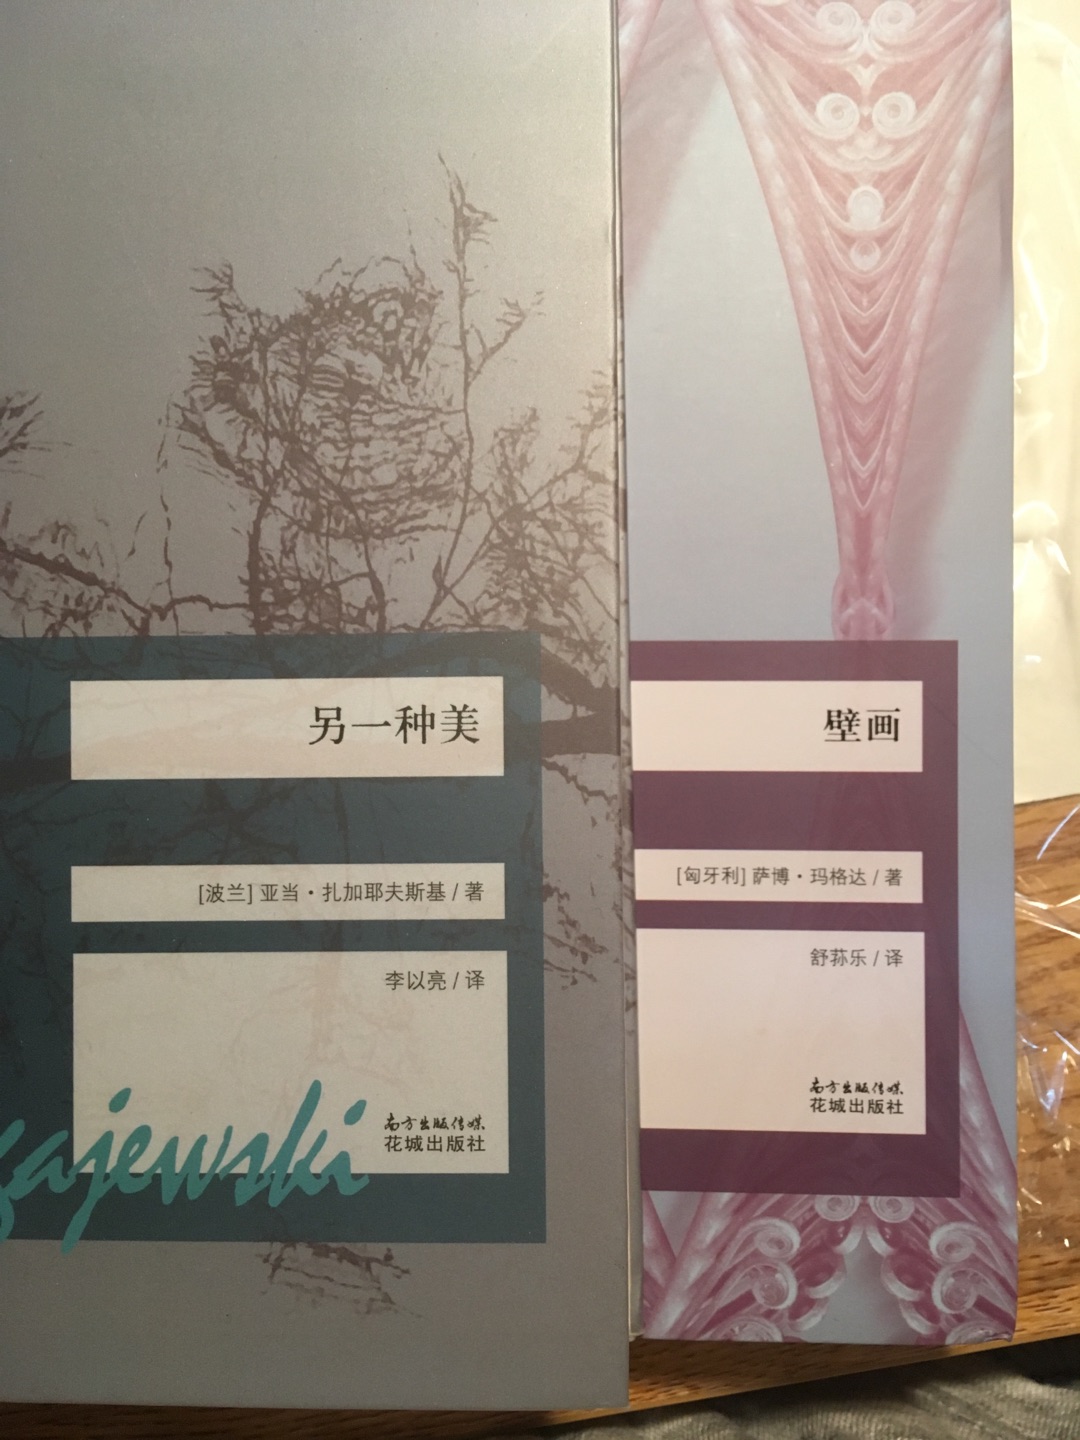 另一种美
[波兰] 亚当·扎加耶夫斯基 / 著
李以亮 / 译
南方出版传媒
花城出版社
gajewski
壁画
[匈牙利] 萨博·玛格达 / 著
舒荪乐 / 译
南方出版传媒
花城出版社